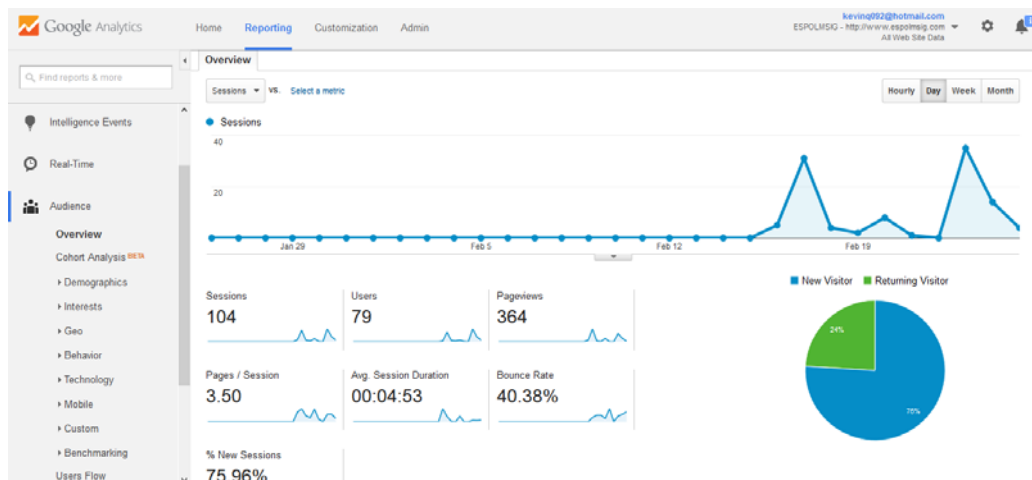 Google Analytics
Home Reporting Customization Admin
kevinq092@hotmail.com
ESPOLMSIG - http://www.espolmsig.com
All Web Site Data
Find reports & more
Intelligence Events
Real-Time
Audience
Overview
Cohort Analysis BETA
Demographics
Interests
Geo
Behavior
Technology
Mobile
Custom
Benchmarking
Users Flow
Overview
Sessions VS. Select a metric
Hourly Day Week Month
Sessions
40
20
Jan 29 Feb 5 Feb 12 Feb 19
New Visitor Returning Visitor
24%
76%
Sessions Users Pageviews
104 79 364
Pages / Session Avg. Session Duration Bounce Rate
3.50 00:04:53 40.38%
% New Sessions
75.96%